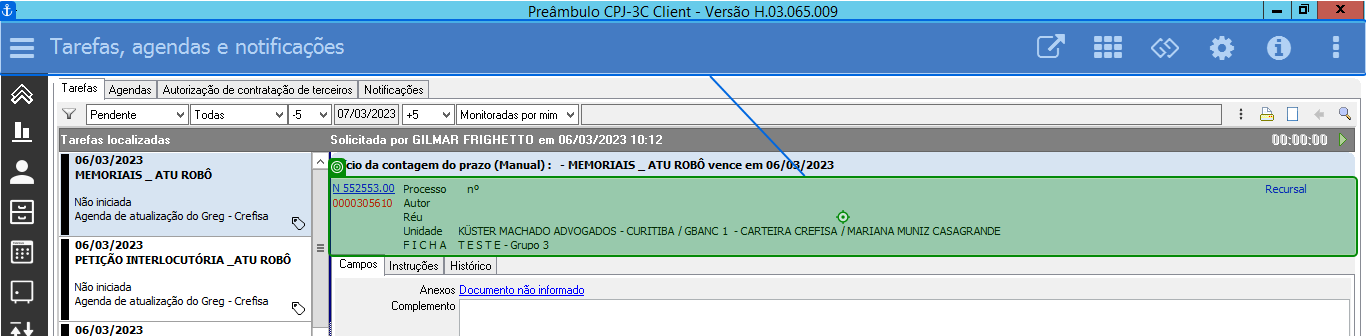 Preâmbulo CPJ-3C Client - Versão H.03.065.009
Tarefas, agendas e notificações
Tarefas Agendas Autorização de contratação de terceiros Notificações
Pendente Todas -5 07/03/2023 +5 Monitoradas por mim
Tarefas localizadas Solicitada por GILMAR FRIGHETTO em 06/03/2023 10:12 00:00:00
06/03/2023
MEMORIAIS _ ATU ROBÔ
Não iniciada
Agenda de atualização do Greg - Crefisa
06/03/2023
PETIÇÃO INTERLOCUTÓRIA _ATU ROBÔ
Não iniciada
Agenda de atualização do Greg - Crefisa
06/03/2023
cio da contagem do prazo (Manual) : - MEMORIAIS _ ATU ROBÔ vence em 06/03/2023
N 552553.00 Processo nº Recursal
0000305610 Autor
Réu
Unidade KÜSTER MACHADO ADVOGADOS - CURITIBA / GBANC 1 - CARTEIRA CREFISA / MARIANA MUNIZ CASAGRANDE
F I C H A T E S T E - Grupo 3
Campos Instruções Histórico
Anexos Documento não informado
Complemento